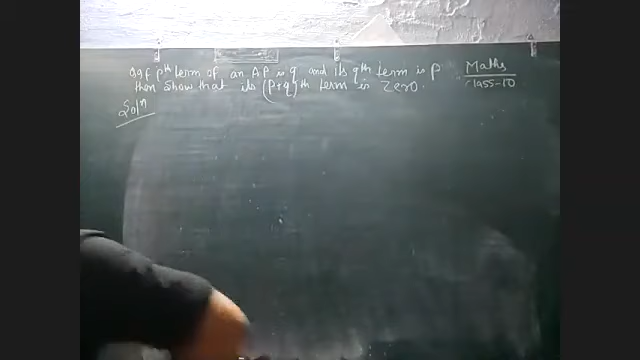 Q If pth term of an AP is q and its qth term is p
then show that its (p+q)th term is zero.
Maths
class-10
Solⁿ